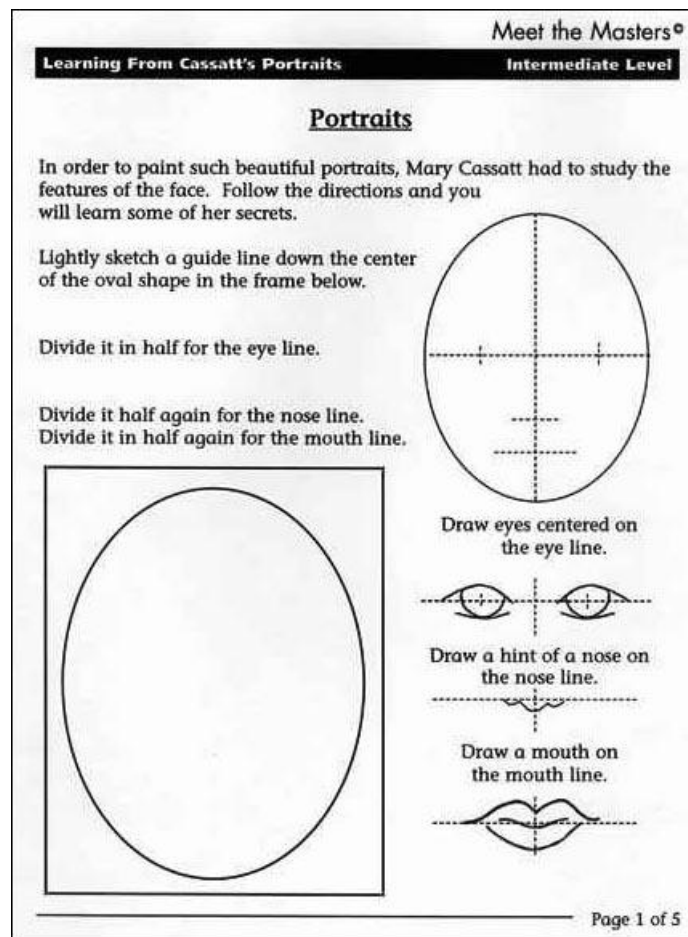 Meet the Masters©
Learning From Cassatt's Portraits Intermediate Level
Portraits
In order to paint such beautiful portraits, Mary Cassatt had to study the
features of the face. Follow the directions and you
will learn some of her secrets.
Lightly sketch a guide line down the center
of the oval shape in the frame below.
Divide it in half for the eye line.
Divide it half again for the nose line.
Divide it in half again for the mouth line.
Draw eyes centered on
the eye line.
Draw a hint of a nose on
the nose line.
Draw a mouth on
the mouth line.
Page 1 of 5